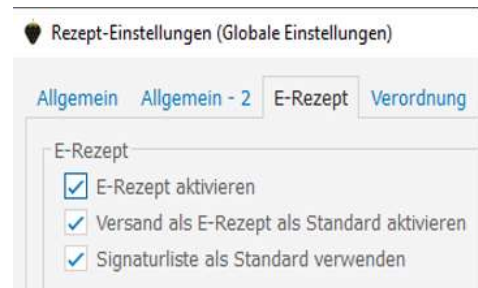 Rezept-Einstellungen (Globale Einstellungen)
Allgemein Allgemein - 2 E-Rezept Verordnung
E-Rezept
E-Rezept aktivieren
Versand als E-Rezept als Standard aktivieren
Signaturliste als Standard verwenden